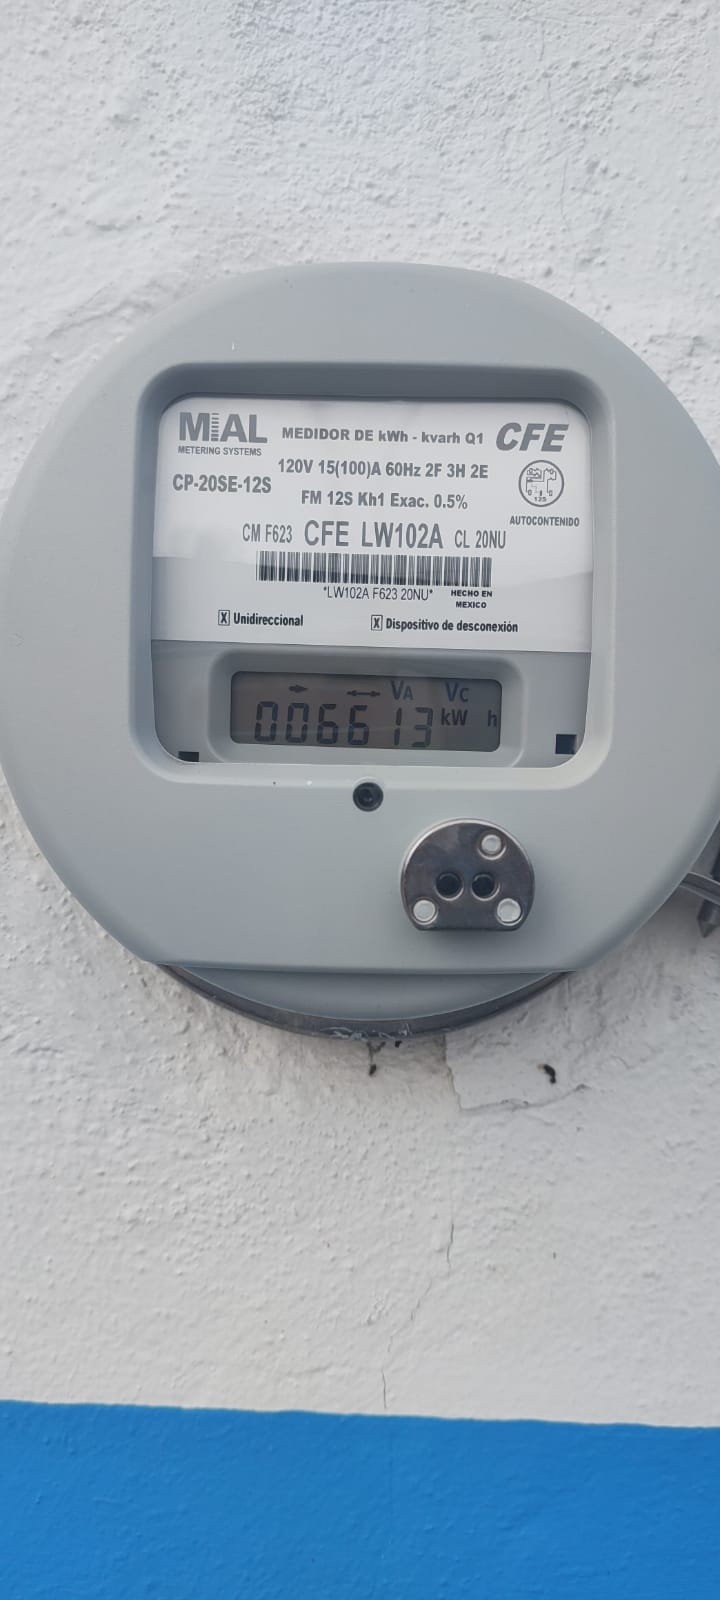 MIAL
METERING SYSTEMS
MEDIDOR DE kWh - kvarh Q1
CFE
CP-20SE-12S
120V 15(100)A 60Hz 2F 3H 2E
FM 12S Kh1 Exac. 0.5%
12S
AUTOCONTENIDO
CM F623 CFE LW102A CL 20NU
*LW102A F623 20NU*
HECHO EN
MEXICO
X Unidireccional
X Dispositivo de desconexión
VA VC
006613 kW h